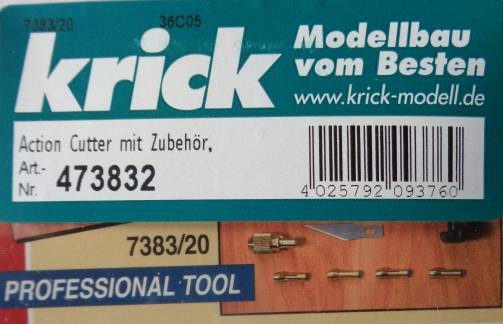 7383/20 36C05
krick
Modellbau
vom Besten
www.krick-modell.de
Action Cutter mit Zubehör,
Art.-
Nr. 473832
4 025792 093760
7383/20
PROFESSIONAL TOOL